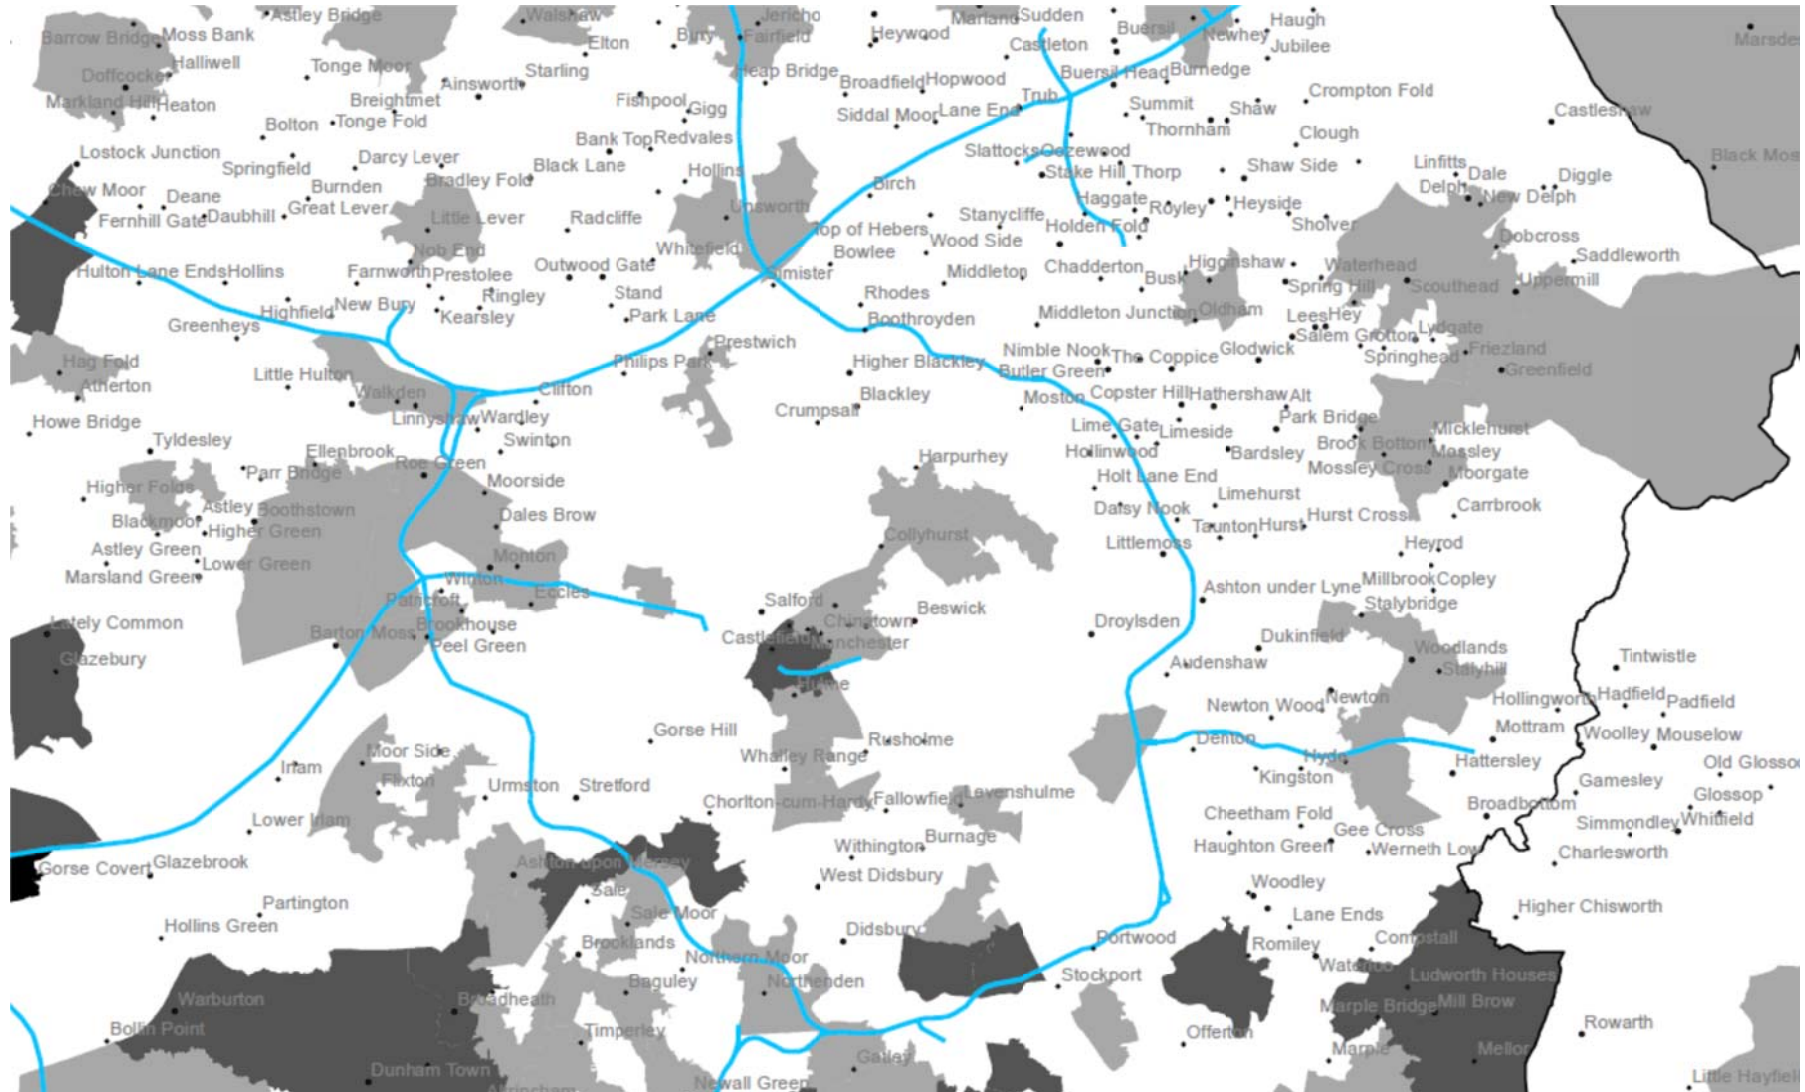 Astley Bridge
Walshaw
Jericho
Marland
Sudden
Haugh
Barrow Bridge
Moss Bank
Elton
Birry
Fairfield
Heywood
Castleton
Buersil
Newhey
Jubilee
Marsden
Halliwell
Doffcocker
Tonge Moor
Ainsworth
Starling
Heap Bridge
Broadfield
Hopwood
Buersil Head
Burnedge
Markland Hill
Heaton
Breightmet
Fishpool
Gigg
Siddal Moor
Lane End
Trub
Summit
Shaw
Crompton Fold
Castleshaw
Bolton
Tonge Fold
Bank Top
Redvales
Thornham
Clough
Lostock Junction
Springfield
Darcy Lever
Black Lane
Hollins
Slattocks
Oozewood
Stake Hill
Thorp
Shaw Side
Linfitts
Dale
Diggle
Black Moss
Chew Moor
Deane
Burnden
Bradley Fold
Birch
Delph
New Delph
Fernhill Gate
Daubhill
Great Lever
Little Lever
Radcliffe
Unsworth
Stanycliffe
Haggate
Royley
Heyside
Top of Hebers
Holden Fold
Sholver
Nob End
Whitefield
Bowlee
Wood Side
Dobcross
Saddleworth
Hulton Lane Ends
Hollins
Farnworth
Prestolee
Outwood Gate
Simister
Middleton
Chadderton
Busk
Higginshaw
Waterhead
Scouthead
Uppermill
Highfield
New Bury
Ringley
Kearsley
Stand
Park Lane
Rhodes
Spring Hill
Greenheys
Boothroyden
Middleton Junction
Oldham
Lees
Hey
Salem
Grotton
Lydgate
Hag Fold
Prestwich
Philips Park
Higher Blackley
Nimble Nook
The Coppice
Glodwick
Springhead
Friezland
Greenfield
Atherton
Little Hulton
Walkden
Clifton
Blackley
Butler Green
Moston
Copster Hill
Hathershaw
Alt
Howe Bridge
Linnyshaw
Wardley
Crumpsall
Lime Gate
Limeside
Park Bridge
Micklehurst
Tyldesley
Ellenbrook
Swinton
Hollinwood
Bardsley
Brook Bottom
Mossley
Parr Bridge
Roe Green
Moorside
Harpurhey
Holt Lane End
Mossley Cross
Moorgate
Higher Folds
Astley
Boothstown
Dales Brow
Daisy Nook
Limehurst
Carrbrook
Blackmoor
Higher Green
Collyhurst
Taunton
Hurst
Hurst Cross
Astley Green
Lower Green
Monton
Littlemoss
Heyrod
Marsland Green
Winton
Eccles
Patricroft
Salford
Beswick
Ashton under Lyne
Millbrook
Copley
Stalybridge
Lately Common
Barton Moss
Brookhouse
Peel Green
Chinatown
Castlefield
Manchester
Droylsden
Dukinfield
Woodlands
Stalyhill
Tintwistle
Glazebury
Hulme
Audenshaw
Newton Wood
Newton
Hollingworth
Hadfield
Padfield
Moor Side
Gorse Hill
Rusholme
Whalley Range
Denton
Hyde
Mottram
Woolley
Mouselow
Irlam
Flixton
Urmston
Stretford
Kingston
Hattersley
Gamesley
Old Glossop
Chorlton-cum-Hardy
Fallowfield
Levenshulme
Cheetham Fold
Broadbottom
Glossop
Lower Irlam
Withington
Burnage
Gee Cross
Simmondley
Whitfield
Gorse Covert
Glazebrook
Ashton upon Mersey
Haughton Green
Werneth Low
Charlesworth
Sale
West Didsbury
Woodley
Partington
Sale Moor
Lane Ends
Higher Chisworth
Hollins Green
Brocklands
Didsbury
Portwood
Romiley
Compstall
Northern Moor
Stockport
Waterloo
Ludworth Houses
Warburton
Broadheath
Baguley
Northenden
Marple Bridge
Mill Brow
Bollin Point
Timperley
Offerton
Rowarth
Dunham Town
Gatley
Marple
Mellor
Altrincham
Newall Green
Little Hayfield